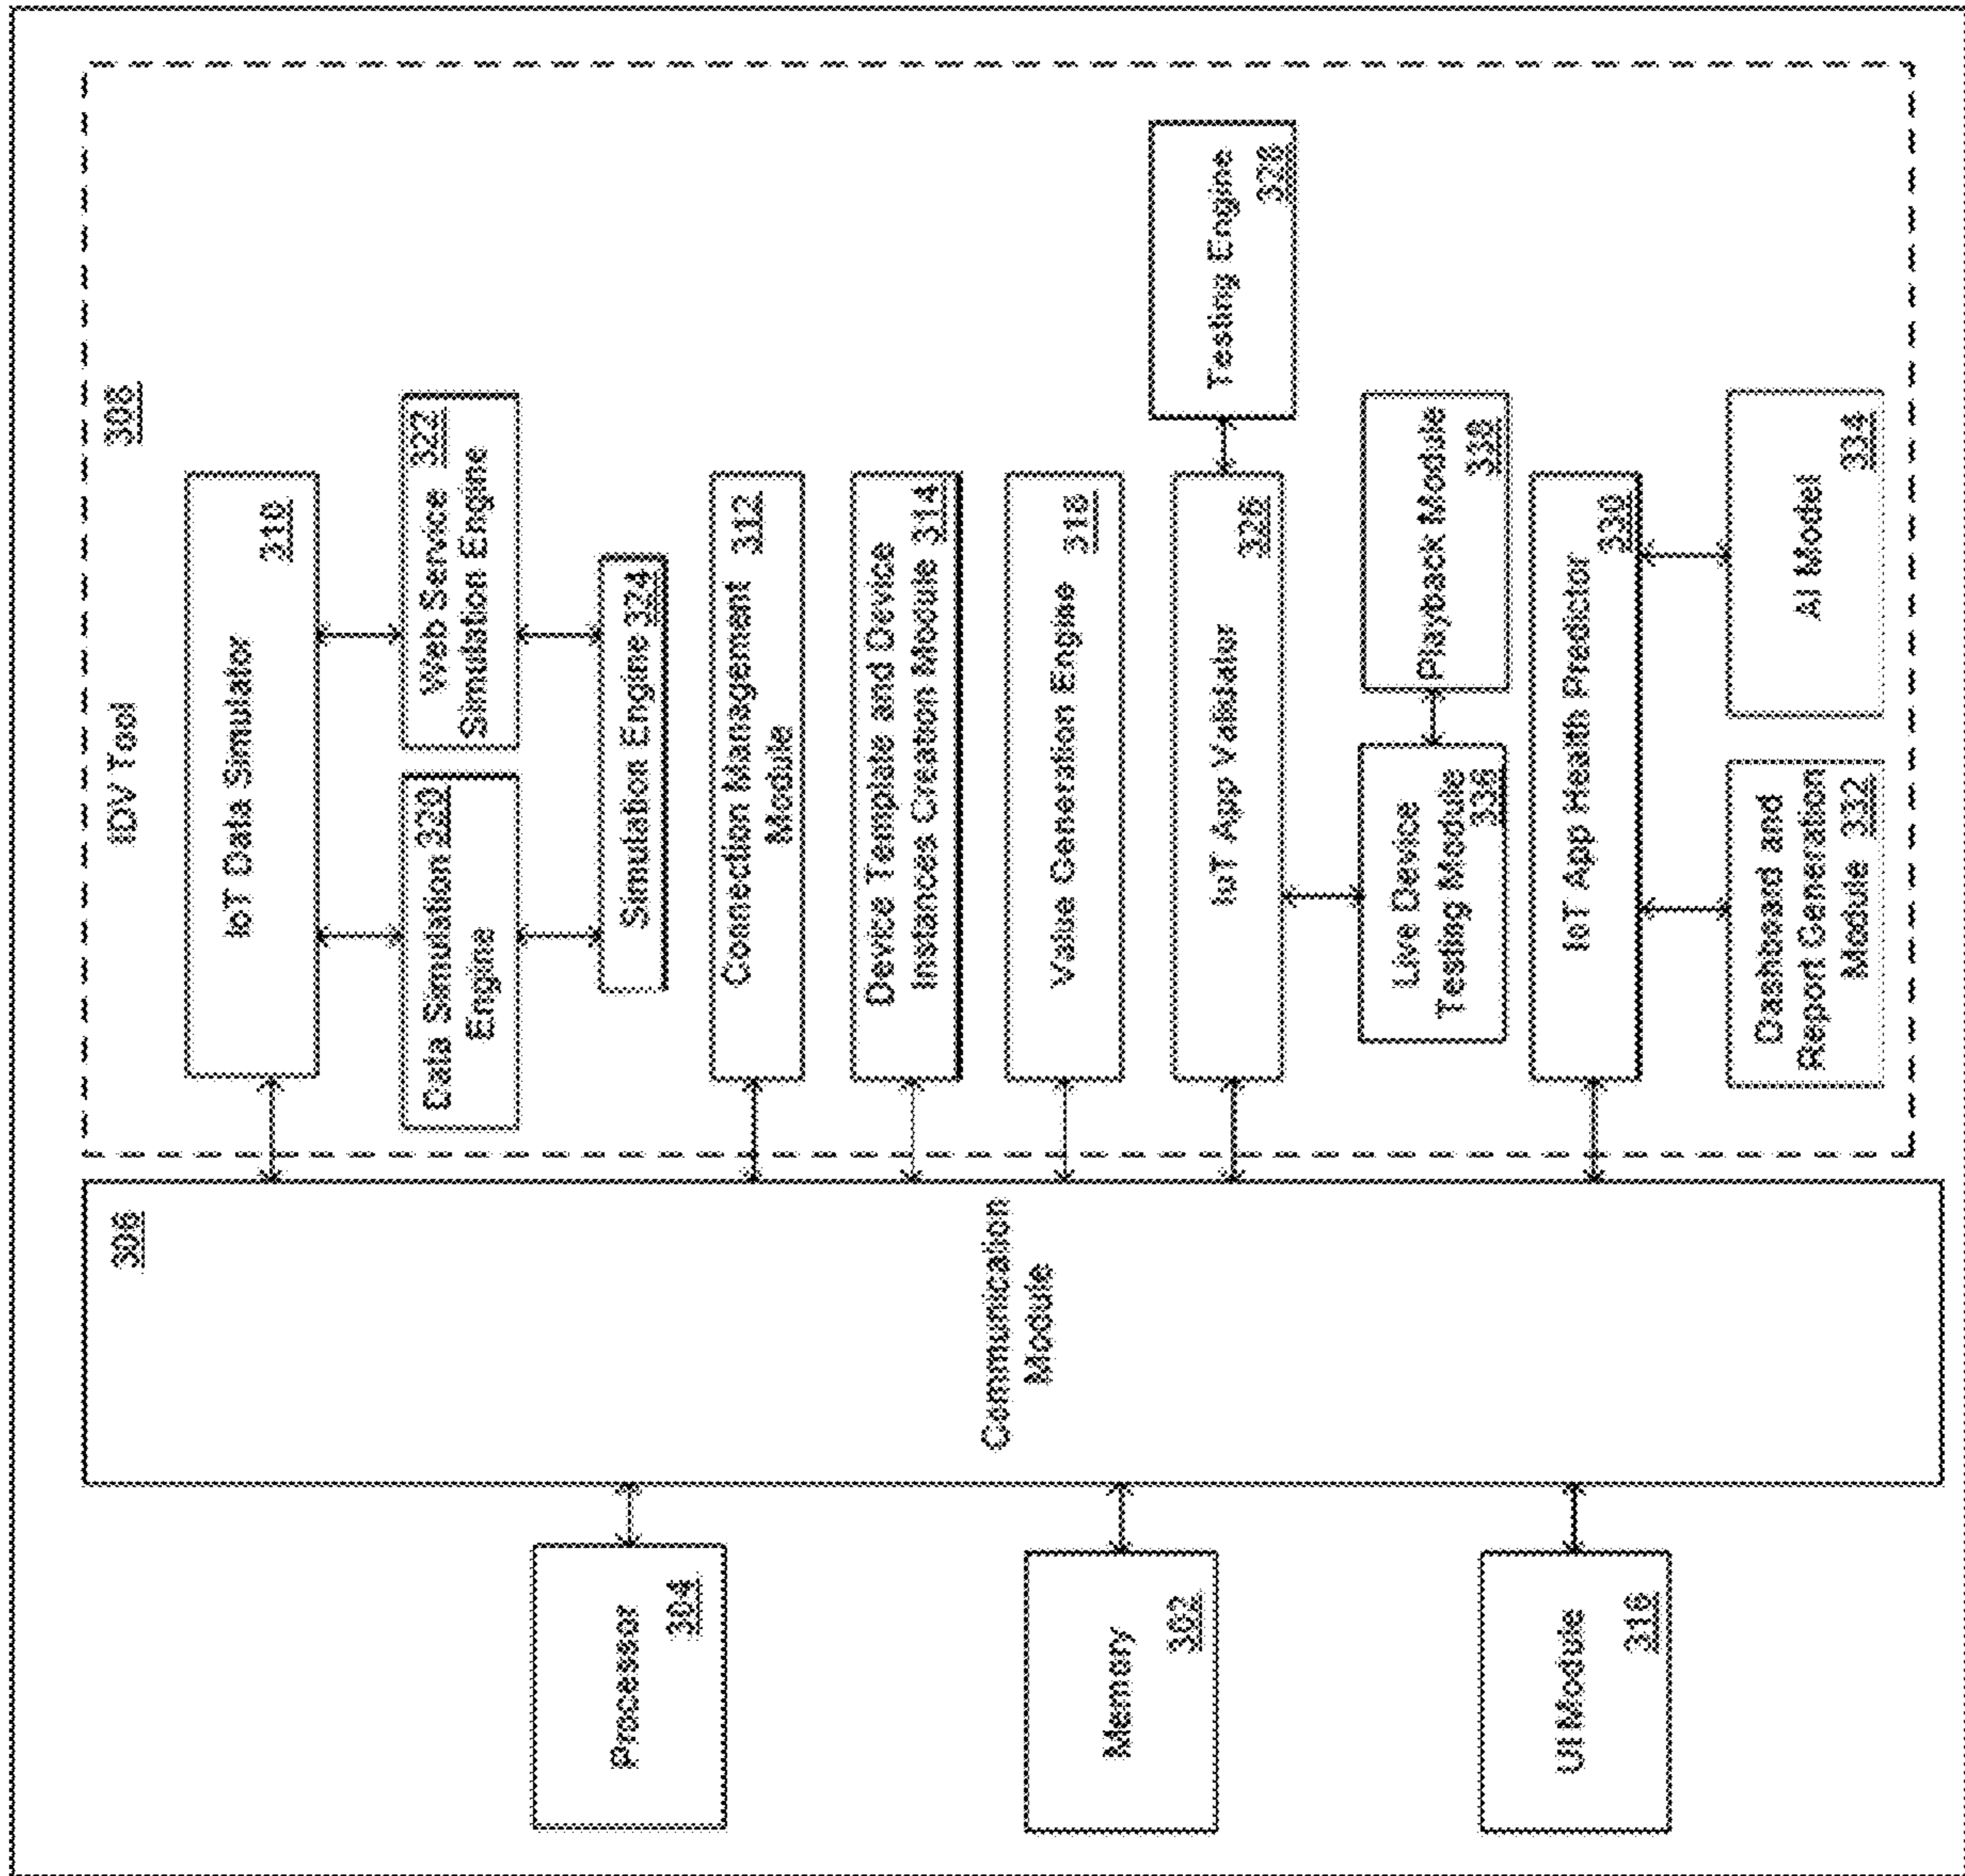 Processor
304
Memory
302
UI Module
316
306
Communication
Module
IDV Tool
308
IoT Data Simulator
310
Data Simulation 320
Engine
Web Service 322
Simulation Engine
Simulation Engine 324
Connection Management 312
Module
Device Template and Device
Instances Creation Module 314
Value Generation Engine 318
IoT App Validator 326
Testing Engine
328
Live Device
Testing Module
336
Playback Module
338
IoT App Health Predictor 330
Dashboard and
Report Generation
Module 332
AI Model 334